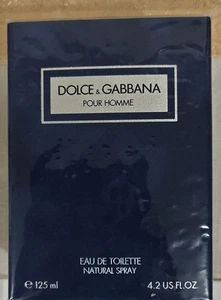 DOLCE & GABBANA
POUR HOMME
EAU DE TOILETTE
NATURAL SPRAY
℮ 125 ml 4.2 US.FL.OZ.